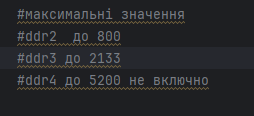 #максимальні значення
#ddr2  до 800
#ddr3 до 2133
#ddr4 до 5200 не включно